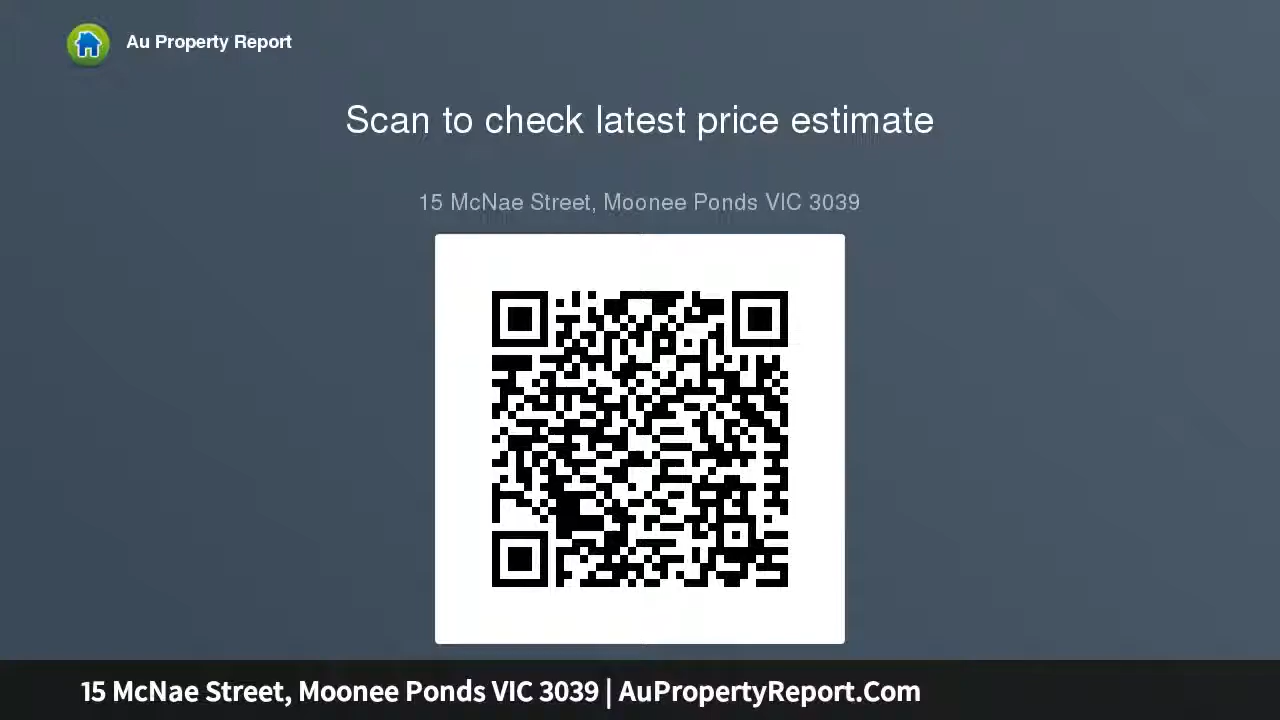 Au Property Report
Scan to check latest price estimate
15 McNae Street, Moonee Ponds VIC 3039
15 McNae Street, Moonee Ponds VIC 3039 | AuPropertyReport.Com